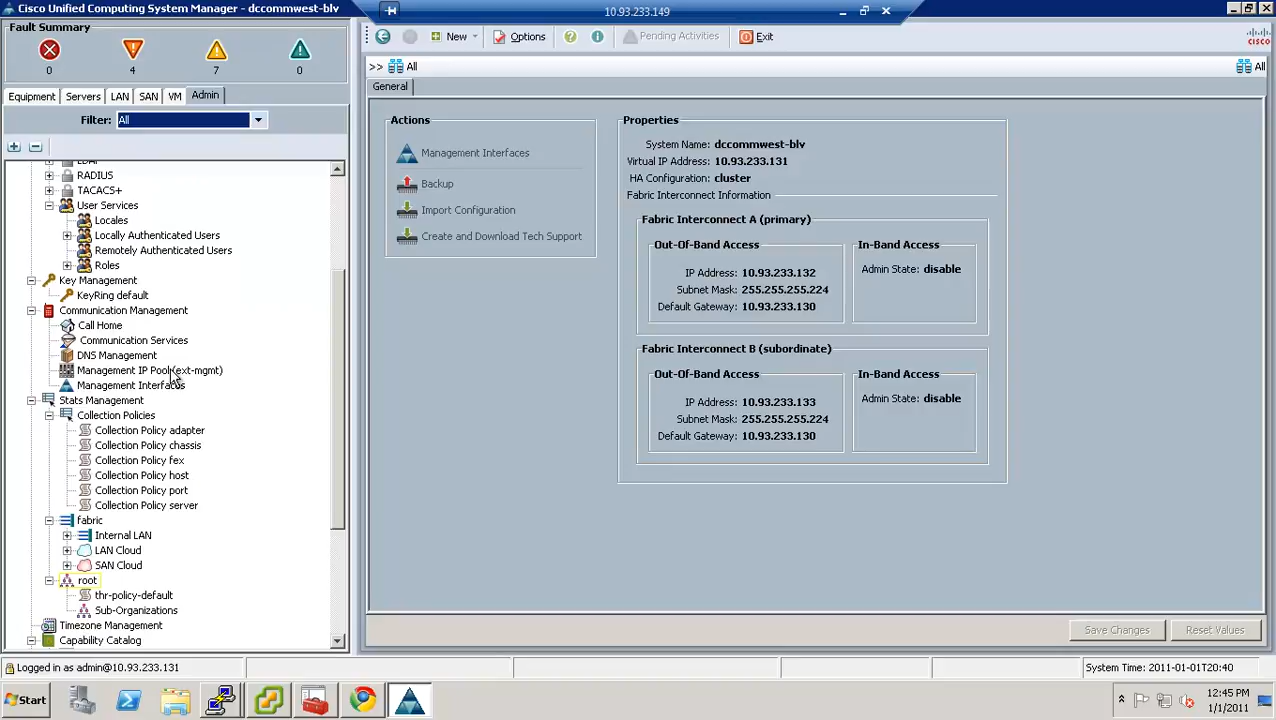 Cisco Unified Computing System Manager - dccommwest-blv
10.93.233.149
Fault Summary
0 4 7 0
New Options Pending Activities Exit
CISCO
>> All All
Equipment Servers LAN SAN VM Admin
General
Filter: All
RADIUS
TACACS+
User Services
Locales
Locally Authenticated Users
Remotely Authenticated Users
Roles
Key Management
KeyRing default
Communication Management
Call Home
Communication Services
DNS Management
Management IP Pool(ext-mgmt)
Management Interfaces
Stats Management
Collection Policies
Collection Policy adapter
Collection Policy chassis
Collection Policy fex
Collection Policy host
Collection Policy port
Collection Policy server
fabric
Internal LAN
LAN Cloud
SAN Cloud
root
thr-policy-default
Sub-Organizations
Timezone Management
Capability Catalog
Actions
Management Interfaces
Backup
Import Configuration
Create and Download Tech Support
Properties
System Name: dccommwest-blv
Virtual IP Address: 10.93.233.131
HA Configuration: cluster
Fabric Interconnect Information
Fabric Interconnect A (primary)
Out-Of-Band Access
IP Address: 10.93.233.132
Subnet Mask: 255.255.255.224
Default Gateway: 10.93.233.130
In-Band Access
Admin State: disable
Fabric Interconnect B (subordinate)
Out-Of-Band Access
IP Address: 10.93.233.133
Subnet Mask: 255.255.255.224
Default Gateway: 10.93.233.130
In-Band Access
Admin State: disable
Save Changes Reset Values
Logged in as admin@10.93.233.131
System Time: 2011-01-01T20:40
Start
12:45 PM
1/1/2011